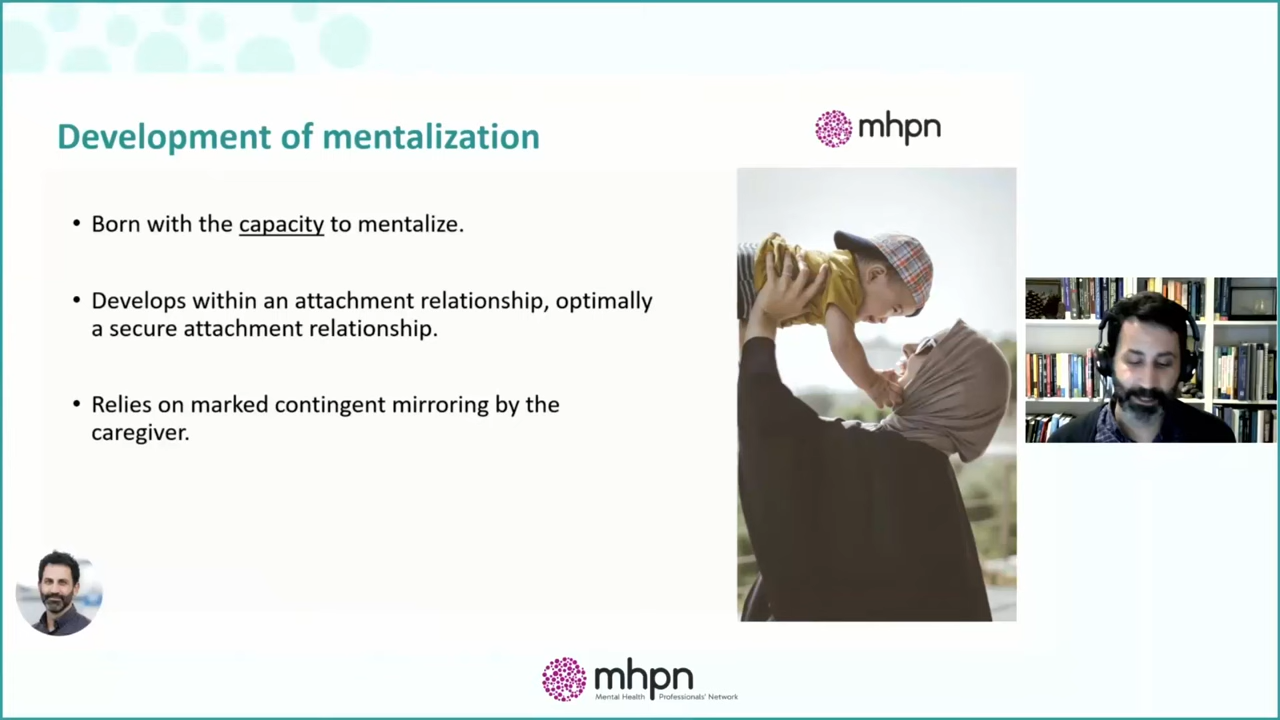 Development of mentalization
mhpn
• Born with the capacity to mentalize.
• Develops within an attachment relationship, optimally
a secure attachment relationship.
• Relies on marked contingent mirroring by the
caregiver.
mhpn
Mental Health Professionals' Network